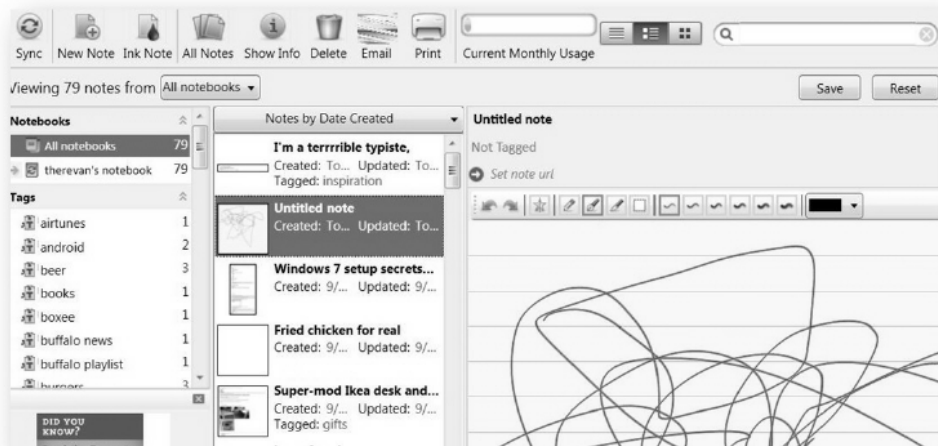 Sync New Note Ink Note All Notes Show Info Delete Email Print Current Monthly Usage
Viewing 79 notes from All notebooks Save Reset
Notebooks
All notebooks 79
therevan's notebook 79
Tags
airtunes 1
android 2
beer 3
books 1
boxee 1
buffalo news 1
buffalo playlist 1
burgers 3
DID YOU
KNOW?
Notes by Date Created
I'm a terrrrible typiste,
Created: To... Updated: To...
Tagged: inspiration
Untitled note
Created: To... Updated: To...
Windows 7 setup secrets...
Created: 9/... Updated: 9/...
Fried chicken for real
Created: 9/... Updated: 9/...
Super-mod Ikea desk and...
Created: 9/... Updated: 9/...
Tagged: gifts
Untitled note
Not Tagged
Set note url